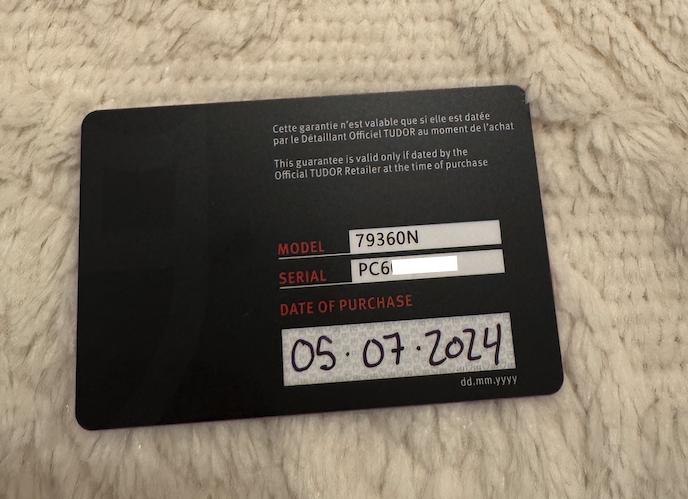 Cette garantie n'est valable que si elle est datée
par le Détaillant Officiel TUDOR au moment de l'achat
This guarantee is valid only if dated by the
Official TUDOR Retailer at the time of purchase
MODEL 79360N
SERIAL PC6
DATE OF PURCHASE
05·07·2024
dd.mm.yyyy